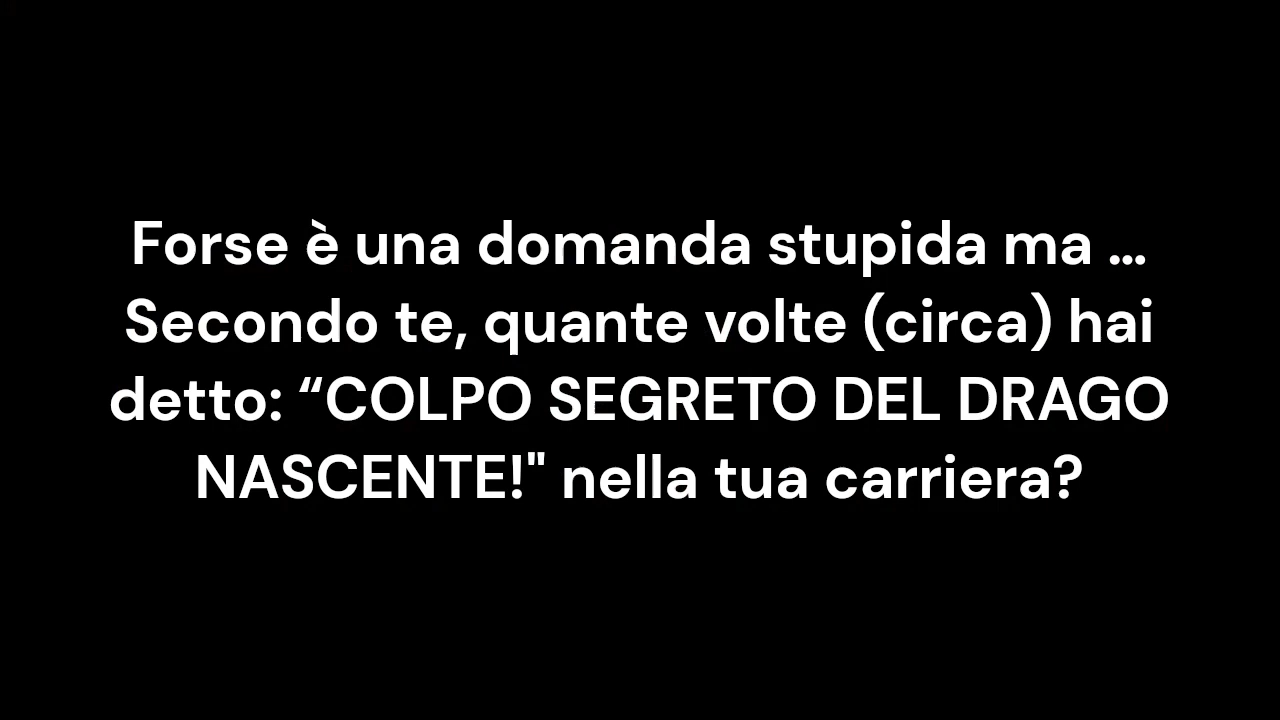 Forse è una domanda stupida ma ...
Secondo te, quante volte (circa) hai
detto: “COLPO SEGRETO DEL DRAGO
NASCENTE!" nella tua carriera?